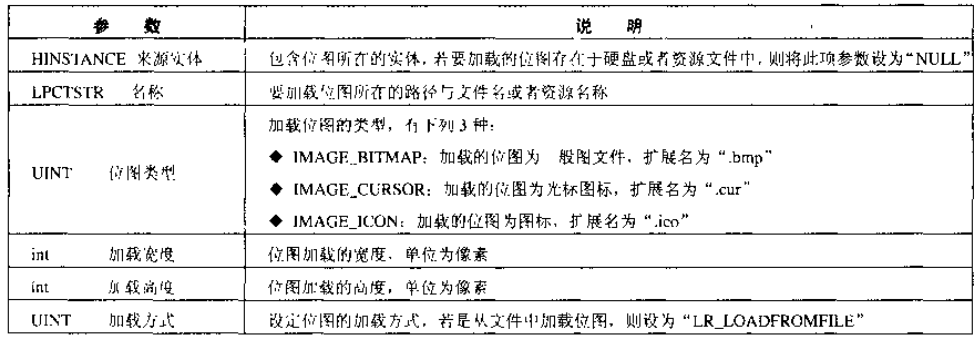 参 数 说 明
HINSTANCE 来源实体 包含位图所在的实体，若要加载的位图存在于硬盘或者资源文件中，则将此项参数设为“NULL”
LPCTSTR 名称 要加载位图所在的路径与文件名或者资源名称
UINT 位图类型 加载位图的类型，有下列 3 种：
◆ IMAGE_BITMAP：加载的位图为 般图文件，扩展名为“.bmp”
◆ IMAGE_CURSOR：加载的位图为光标图标，扩展名为“.cur”
◆ IMAGE_ICON：加载的位图为图标，扩展名为“.ico”
int 加载宽度 位图加载的宽度，单位为像素
int 加载高度 位图加载的高度，单位为像素
UINT 加载方式 设定位图的加载方式，若是从文件中加载位图，则设为“LR_LOADFROMFILE”